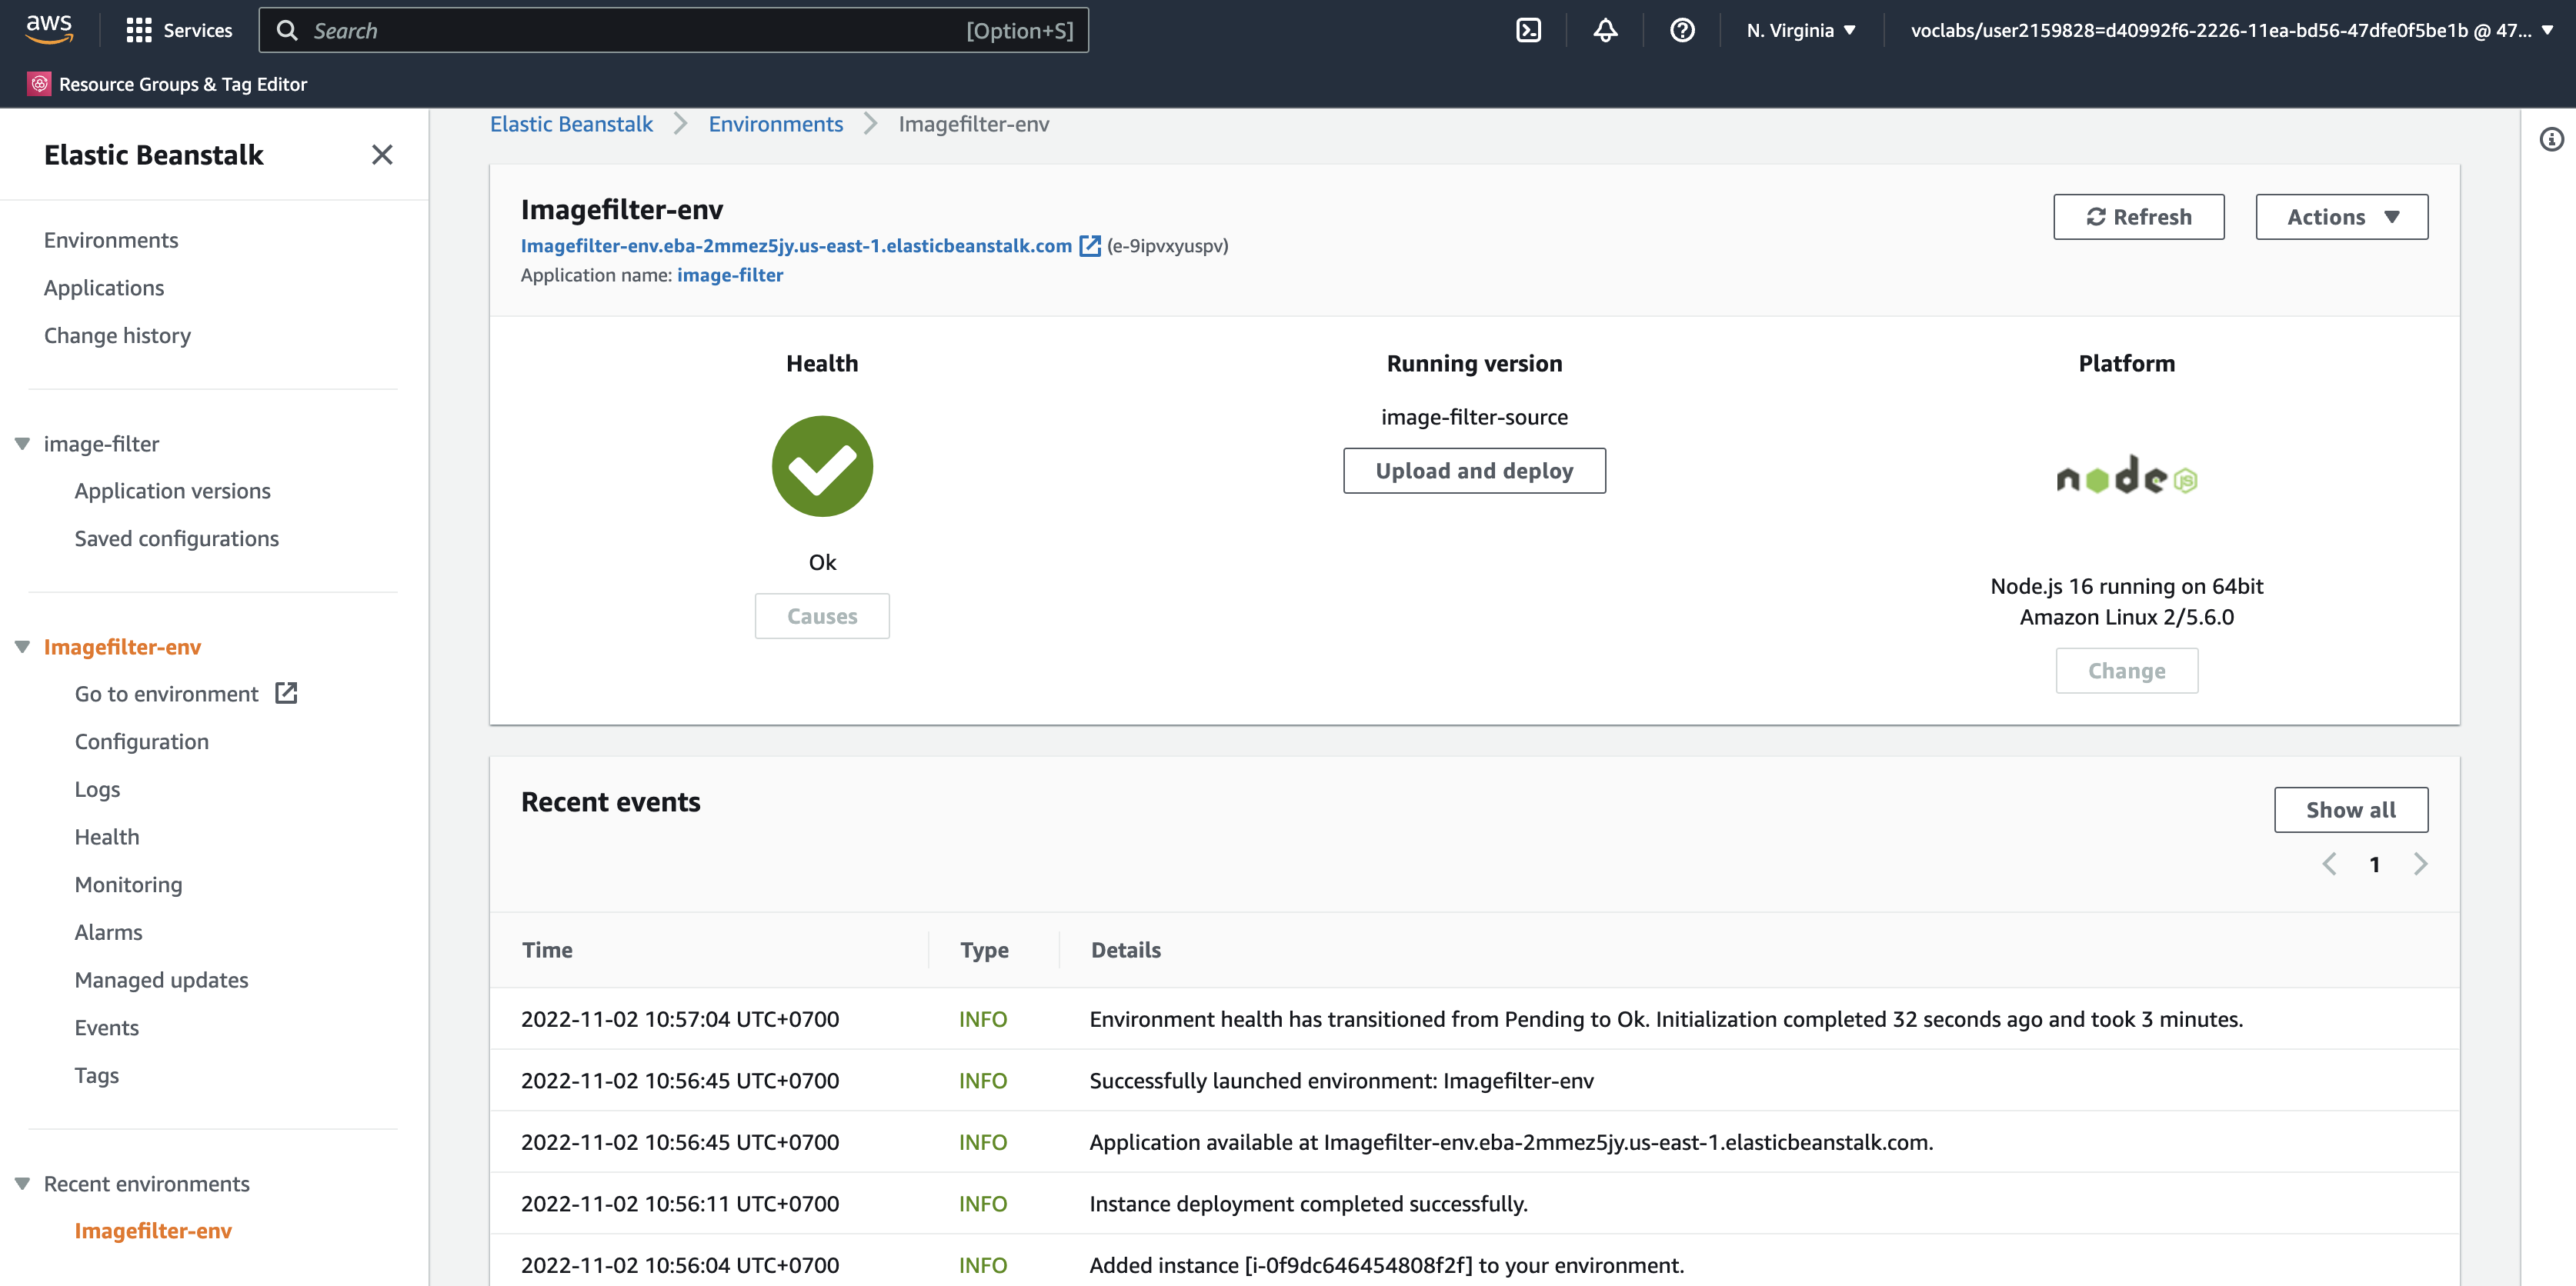 aws
Services
Search [Option+S]
N. Virginia
voclabs/user2159828=d40992f6-2226-11ea-bd56-47dfe0f5be1b @ 47...
Resource Groups & Tag Editor
Elastic Beanstalk
Environments
Applications
Change history
image-filter
Application versions
Saved configurations
Imagefilter-env
Go to environment
Configuration
Logs
Health
Monitoring
Alarms
Managed updates
Events
Tags
Recent environments
Imagefilter-env
Elastic Beanstalk Environments Imagefilter-env
Imagefilter-env
Imagefilter-env.eba-2mmez5jy.us-east-1.elasticbeanstalk.com (e-9ipvxyuspv)
Application name: image-filter
Refresh
Actions
Health
Ok
Causes
Running version
image-filter-source
Upload and deploy
Platform
node JS
Node.js 16 running on 64bit
Amazon Linux 2/5.6.0
Change
Recent events
Show all
1
Time Type Details
2022-11-02 10:57:04 UTC+0700 INFO Environment health has transitioned from Pending to Ok. Initialization completed 32 seconds ago and took 3 minutes.
2022-11-02 10:56:45 UTC+0700 INFO Successfully launched environment: Imagefilter-env
2022-11-02 10:56:45 UTC+0700 INFO Application available at Imagefilter-env.eba-2mmez5jy.us-east-1.elasticbeanstalk.com.
2022-11-02 10:56:11 UTC+0700 INFO Instance deployment completed successfully.
2022-11-02 10:56:04 UTC+0700 INFO Added instance [i-0f9dc646454808f2f] to your environment.